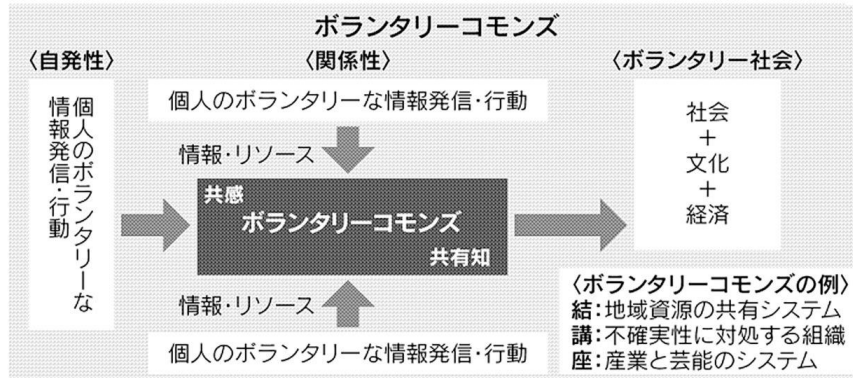 ボランタリーコモンズ
〈自発性〉
〈関係性〉
〈ボランタリー社会〉
個人のボランタリーな
情報発信・行動
個人のボランタリーな情報発信・行動
情報・リソース
共感
ボランタリーコモンズ
共有知
情報・リソース
個人のボランタリーな情報発信・行動
社会
+
文化
+
経済
〈ボランタリーコモンズの例〉
結:地域資源の共有システム
講:不確実性に対処する組織
座:産業と芸能のシステム